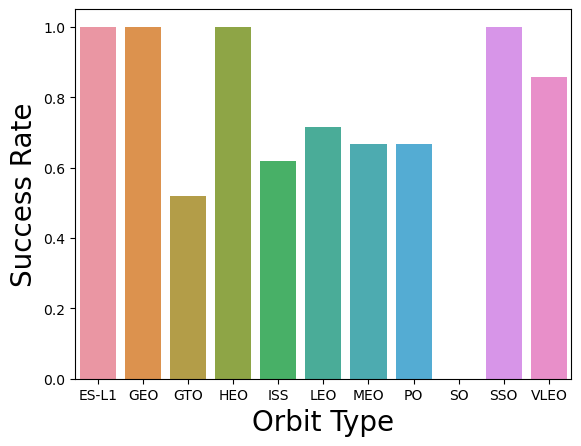 1.0
0.8
0.6
0.4
0.2
0.0
Success Rate
ES-L1 GEO GTO HEO ISS LEO MEO PO SO SSO VLEO
Orbit Type